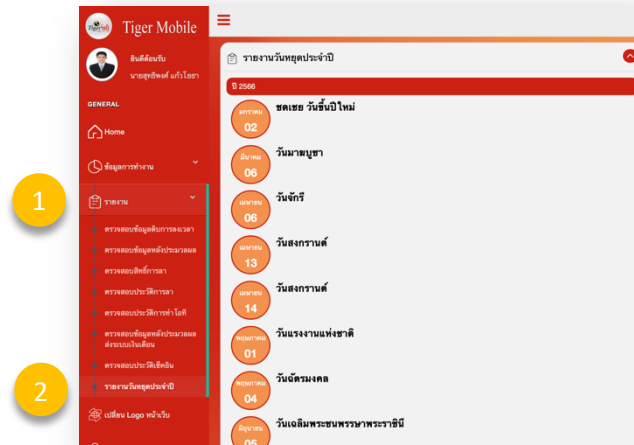 TigerSoft
Tiger Mobile
ยินดีต้อนรับ
นายสุทธิพงศ์ แก้วโยธา
GENERAL
Home
ข้อมูลการทำงาน
1
รายงาน
ตรวจสอบข้อมูลดิบการลงเวลา
ตรวจสอบข้อมูลหลังประมวลผล
ตรวจสอบสิทธิ์การลา
ตรวจสอบประวัติการลา
ตรวจสอบประวัติการทำโอที
ตรวจสอบข้อมูลหลังประมวลผล
ส่งระบบเงินเดือน
ตรวจสอบประวัติเช็คอิน
2
รายงานวันหยุดประจำปี
เปลี่ยน Logo หน้าเว็บ
รายงานวันหยุดประจำปี
ปี 2566
มกราคม
02
ชดเชย วันขึ้นปีใหม่
มีนาคม
06
วันมาฆบูชา
เมษายน
06
วันจักรี
เมษายน
13
วันสงกรานต์
เมษายน
14
วันสงกรานต์
พฤษภาคม
01
วันแรงงานแห่งชาติ
พฤษภาคม
04
วันฉัตรมงคล
มิถุนายน
05
วันเฉลิมพระชนพรรษาพระราชินี